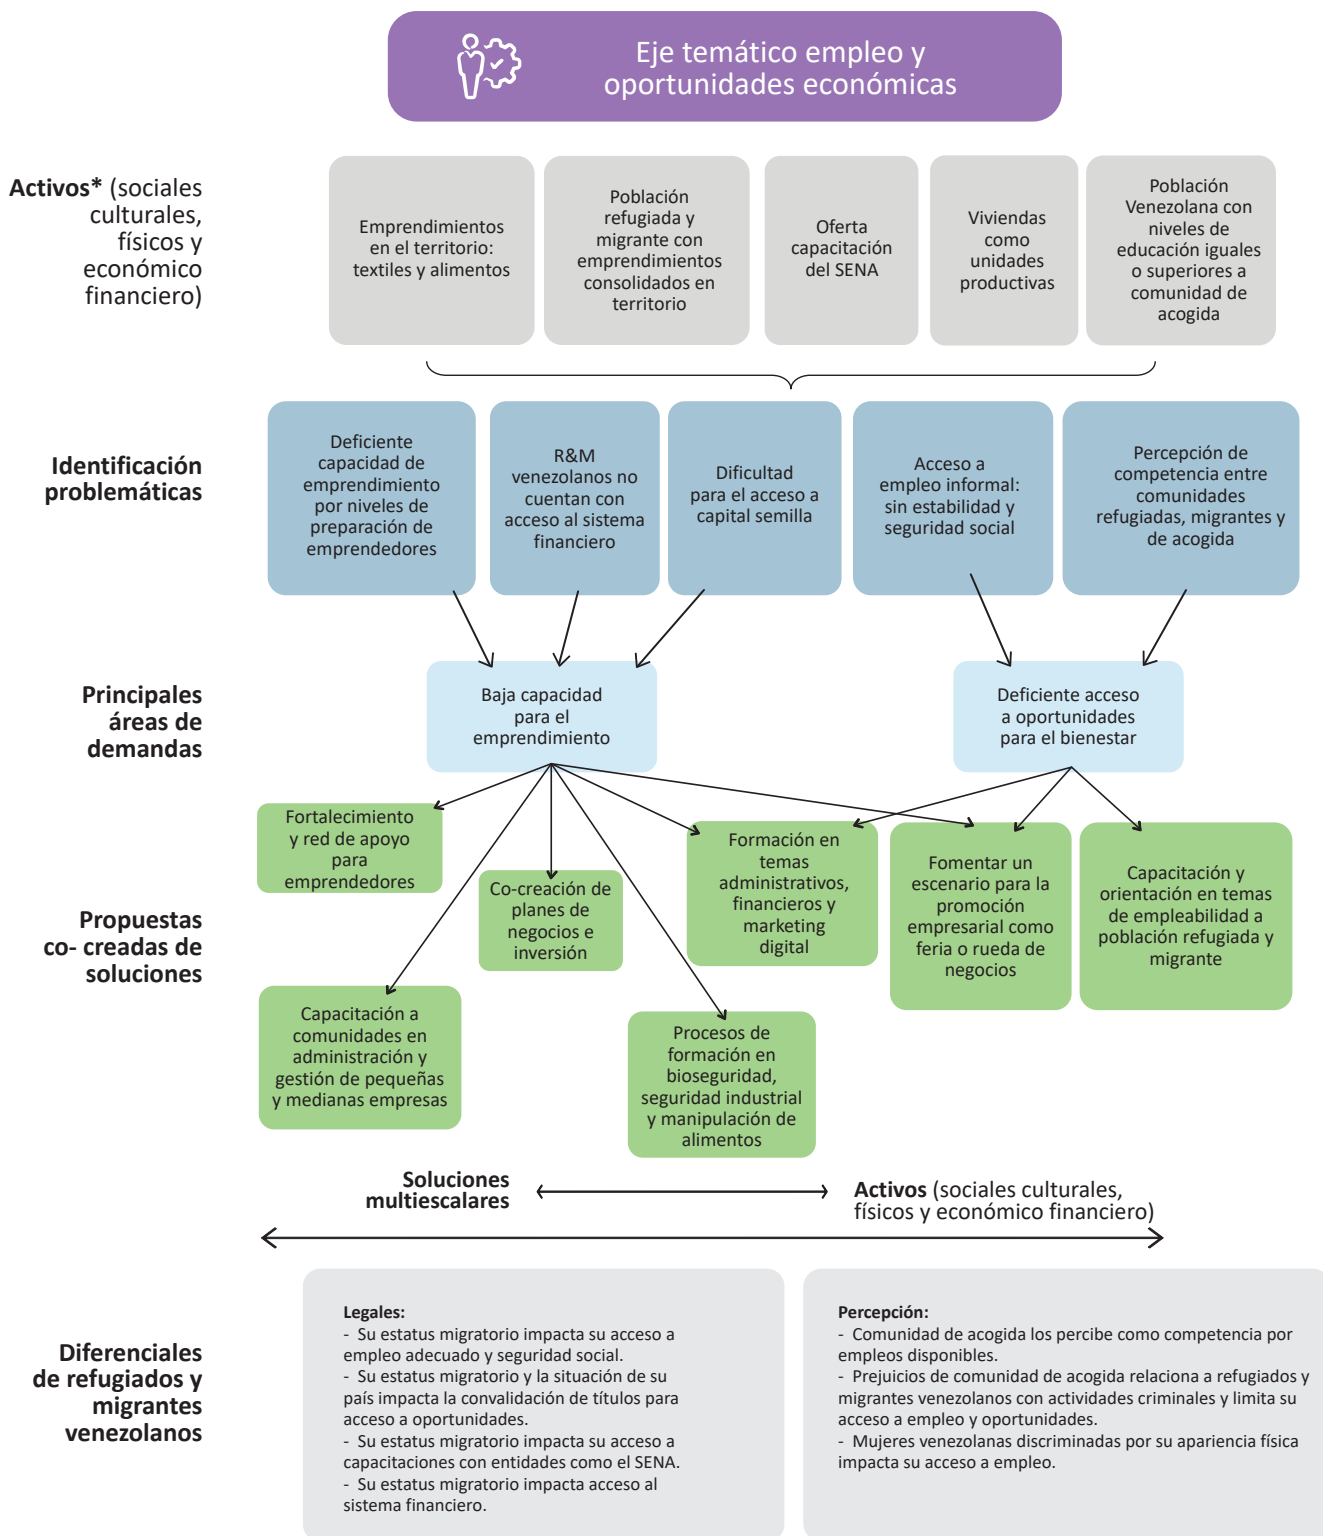 Eje temático empleo y
oportunidades económicas
Activos* (sociales
culturales,
físicos y
económico
financiero)
Emprendimientos
en el territorio:
textiles y alimentos
Población
refugiada y
migrante con
emprendimientos
consolidados en
territorio
Oferta
capacitación
del SENA
Viviendas
como
unidades
productivas
Población
Venezolana con
niveles de
educación iguales
o superiores a
comunidad de
acogida
Identificación
problemáticas
Deficiente
capacidad de
emprendimiento
por niveles de
preparación de
emprendedores
R&M
venezolanos no
cuentan con
acceso al sistema
financiero
Dificultad
para el acceso a
capital semilla
Acceso a
empleo informal:
sin estabilidad y
seguridad social
Percepción de
competencia entre
comunidades
refugiadas, migrantes y
de acogida
Principales
áreas de
demandas
Baja capacidad
para el
emprendimiento
Deficiente acceso
a oportunidades
para el bienestar
Propuestas
co- creadas de
soluciones
Fortalecimiento
y red de apoyo
para
emprendedores
Co-creación de
planes de
negocios e
inversión
Formación en
temas
administrativos,
financieros y
marketing
digital
Fomentar un
escenario para la
promoción
empresarial como
feria o rueda de
negocios
Capacitación y
orientación en temas
de empleabilidad a
población refugiada y
migrante
Capacitación a
comunidades en
administración y
gestión de pequeñas
y medianas empresas
Procesos de
formación en
bioseguridad,
seguridad industrial
y manipulación de
alimentos
Soluciones
multiescalares
Activos (sociales culturales,
físicos y económico financiero)
Diferenciales
de refugiados y
migrantes
venezolanos
Legales:
- Su estatus migratorio impacta su acceso a
empleo adecuado y seguridad social.
- Su estatus migratorio y la situación de su
país impacta la convalidación de títulos para
acceso a oportunidades.
- Su estatus migratorio impacta su acceso a
capacitaciones con entidades como el SENA.
- Su estatus migratorio impacta acceso al
sistema financiero.
Percepción:
- Comunidad de acogida los percibe como competencia por
empleos disponibles.
- Prejuicios de comunidad de acogida relaciona a refugiados y
migrantes venezolanos con actividades criminales y limita su
acceso a empleo y oportunidades.
- Mujeres venezolanas discriminadas por su apariencia física
impacta su acceso a empleo.